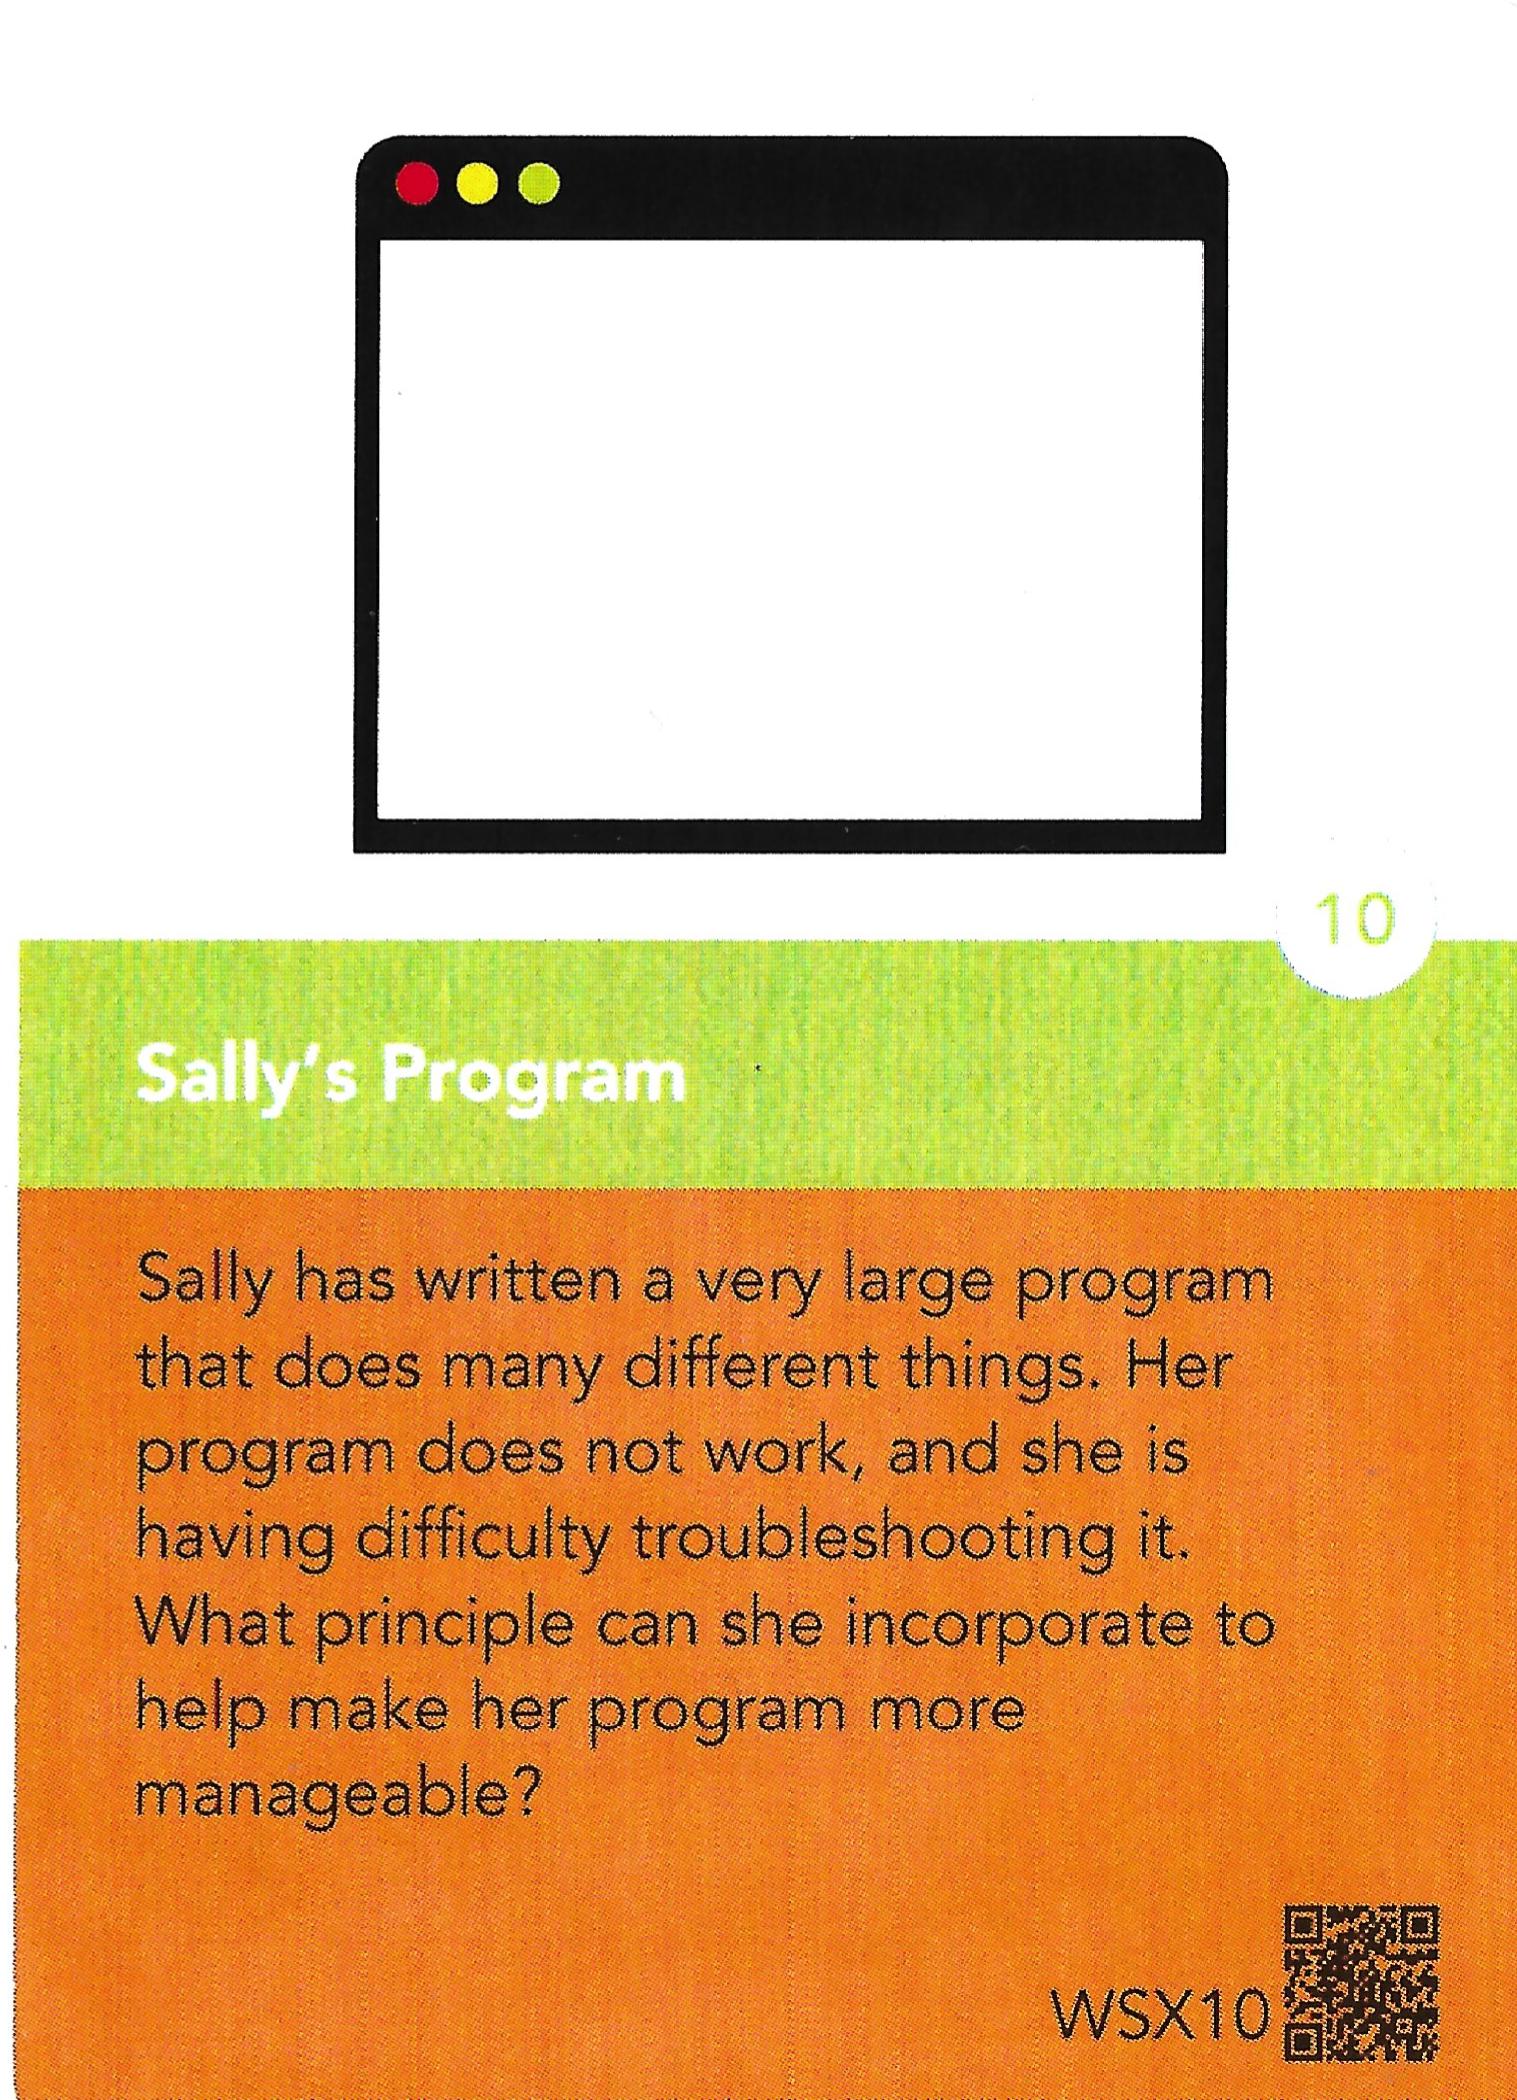 10
Sally's Program
Sally has written a very large program
that does many different things. Her
program does not work, and she is
having difficulty troubleshooting it.
What principle can she incorporate to
help make her program more
manageable?
WSX10